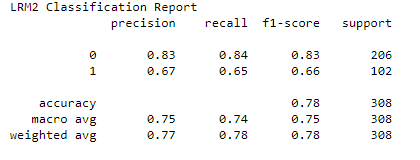 LRM2 Classification Report
precision recall f1-score support
0 0.83 0.84 0.83 206
1 0.67 0.65 0.66 102
accuracy 0.78 308
macro avg 0.75 0.74 0.75 308
weighted avg 0.77 0.78 0.78 308